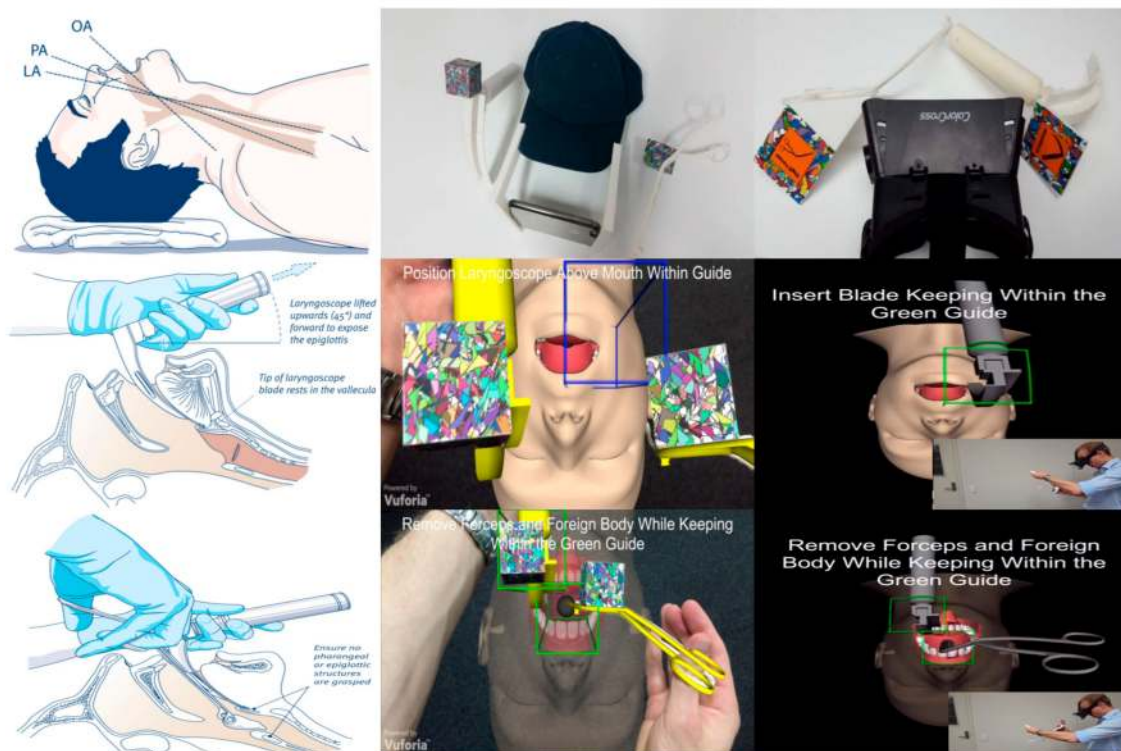 OA
PA
LA
ColorCross
Laryngoscope lifted
upwards (45°) and
forward to expose
the epiglottis
Tip of laryngoscope
blade rests in the vallecula
Position Laryngoscope Above Mouth Within Guide
Powered by
Vuforia™
Insert Blade Keeping Within the
Green Guide
Ensure no
pharyngeal
or epiglottic
structures
are grasped
Remove Forceps and Foreign Body While Keeping
Within the Green Guide
Powered by
Vuforia™
Remove Forceps and Foreign
Body While Keeping Within the
Green Guide